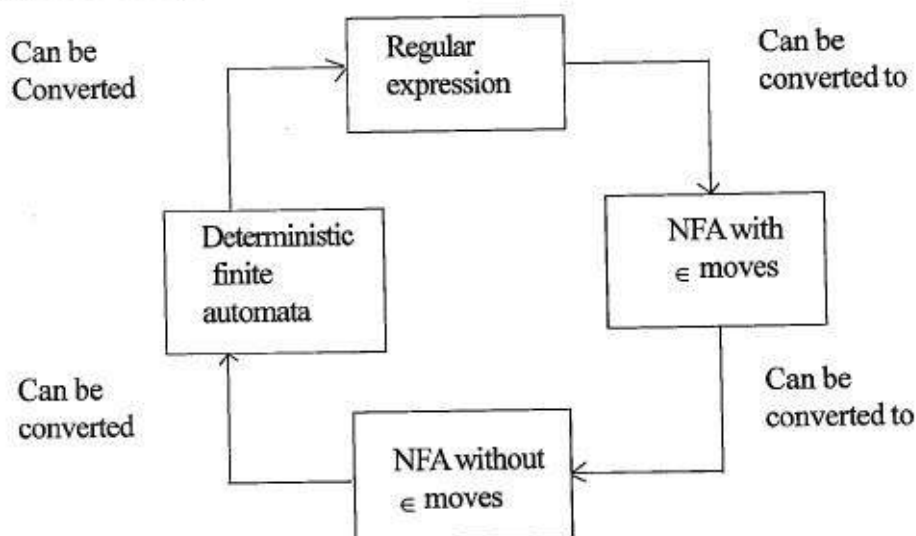 Can be
Converted
Regular
expression
Can be
converted to
Deterministic
finite
automata
NFA with
∈ moves
Can be
converted
Can be
converted to
NFA without
∈ moves